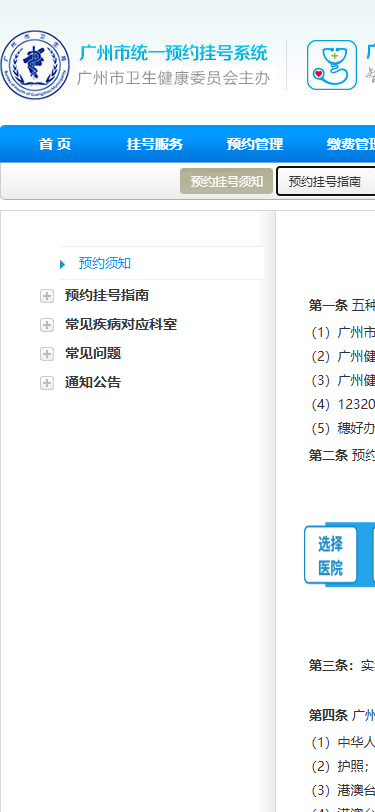 广州市统一预约挂号系统
广州市卫生健康委员会主办
首 页 挂号服务 预约管理 缴费管理
预约挂号须知 预约挂号指南
预约须知
预约挂号指南
常见疾病对应科室
常见问题
通知公告
第一条 五种
（1）广州市
（2）广州健
（3）广州健
（4）12320
（5）穗好办
第二条 预约
选择
医院
第三条：实
第四条 广州
（1）中华人
（2）护照；
（3）港澳台